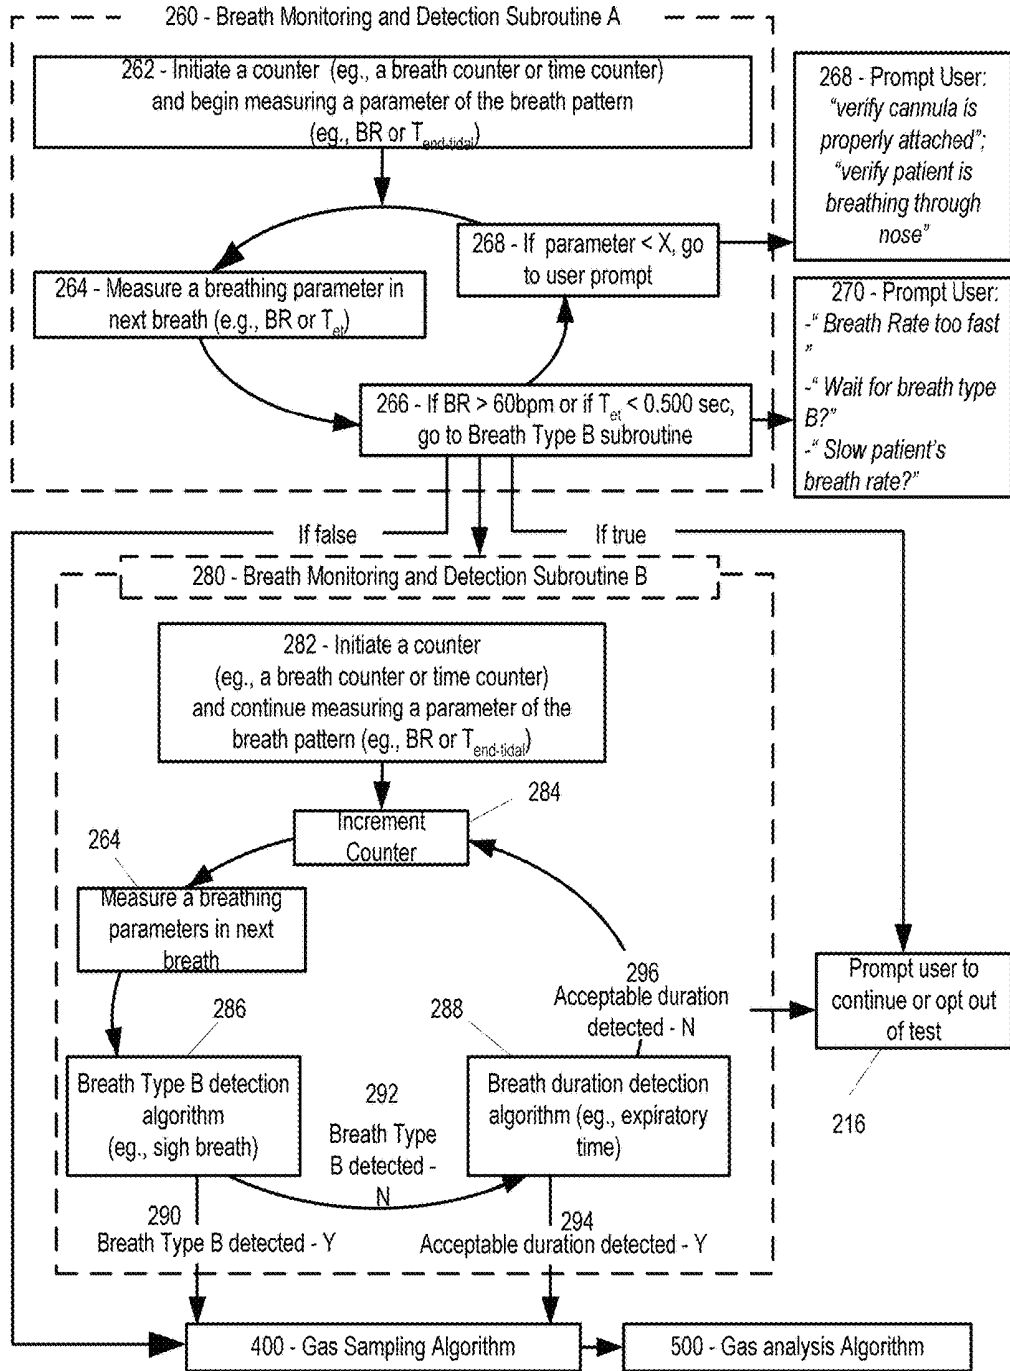 260 - Breath Monitoring and Detection Subroutine A
262 - Initiate a counter (eg., a breath counter or time counter)
and begin measuring a parameter of the breath pattern
(eg., BR or Tend-tidal)
268 - Prompt User:
“verify cannula is
properly attached”;
“verify patient is
breathing through
nose”
268 - If parameter < X, go
to user prompt
264 - Measure a breathing parameter in
next breath (e.g., BR or Tet)
270 - Prompt User:
-“ Breath Rate too fast
”
-“ Wait for breath type
B?”
-“ Slow patient’s
breath rate?”
266 - If BR > 60bpm or if Tet < 0.500 sec,
go to Breath Type B subroutine
If false
If true
280 - Breath Monitoring and Detection Subroutine B
282 - Initiate a counter
(eg., a breath counter or time counter)
and continue measuring a parameter of the
breath pattern (eg., BR or Tend-tidal)
284
Increment
Counter
264
Measure a breathing
parameters in next
breath
296
Acceptable duration
detected - N
Prompt user to
continue or opt out
of test
216
286
288
Breath Type B detection
algorithm
(eg., sigh breath)
292
Breath Type
B detected -
N
Breath duration detection
algorithm (eg., expiratory
time)
290
Breath Type B detected - Y
294
Acceptable duration detected - Y
400 - Gas Sampling Algorithm
500 - Gas analysis Algorithm